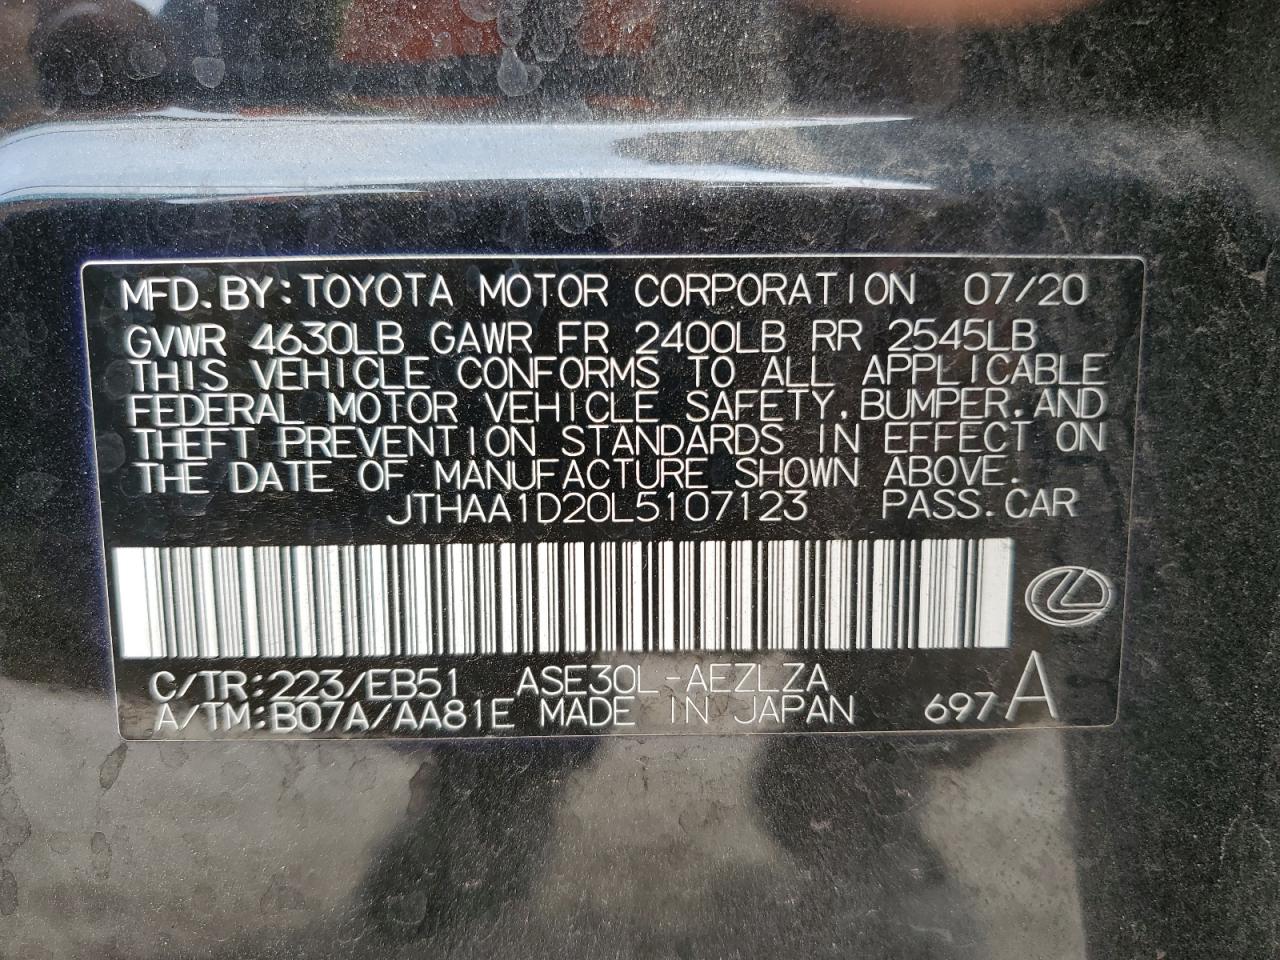 MFD.BY:TOYOTA MOTOR CORPORATION 07/20
GVWR 4630LB GAWR FR 2400LB RR 2545LB
THIS VEHICLE CONFORMS TO ALL APPLICABLE
FEDERAL MOTOR VEHICLE SAFETY,BUMPER,AND
THEFT PREVENTION STANDARDS IN EFFECT ON
THE DATE OF MANUFACTURE SHOWN ABOVE.
JTHAA1D20L5107123 PASS.CAR
C/TR:223/EB51 ASE30L-AEZLZA
A/TM:B07A/AA81E MADE IN JAPAN 697A